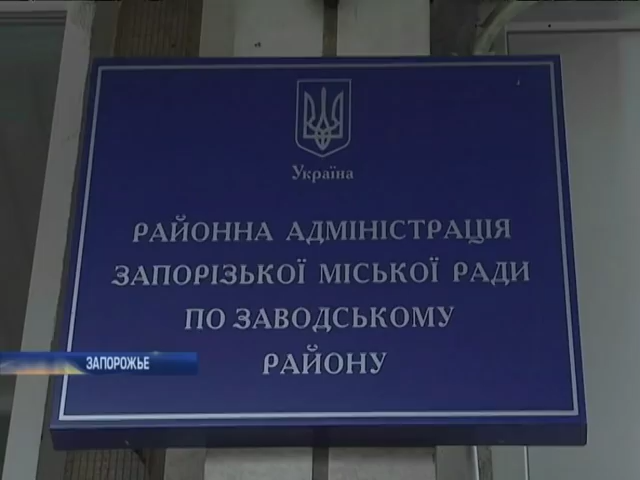 Україна
РАЙОННА АДМІНІСТРАЦІЯ
ЗАПОРІЗЬКОЇ МІСЬКОЇ РАДИ
ПО ЗАВОДСЬКОМУ
РАЙОНУ
ЗАПОРОЖЬЕ